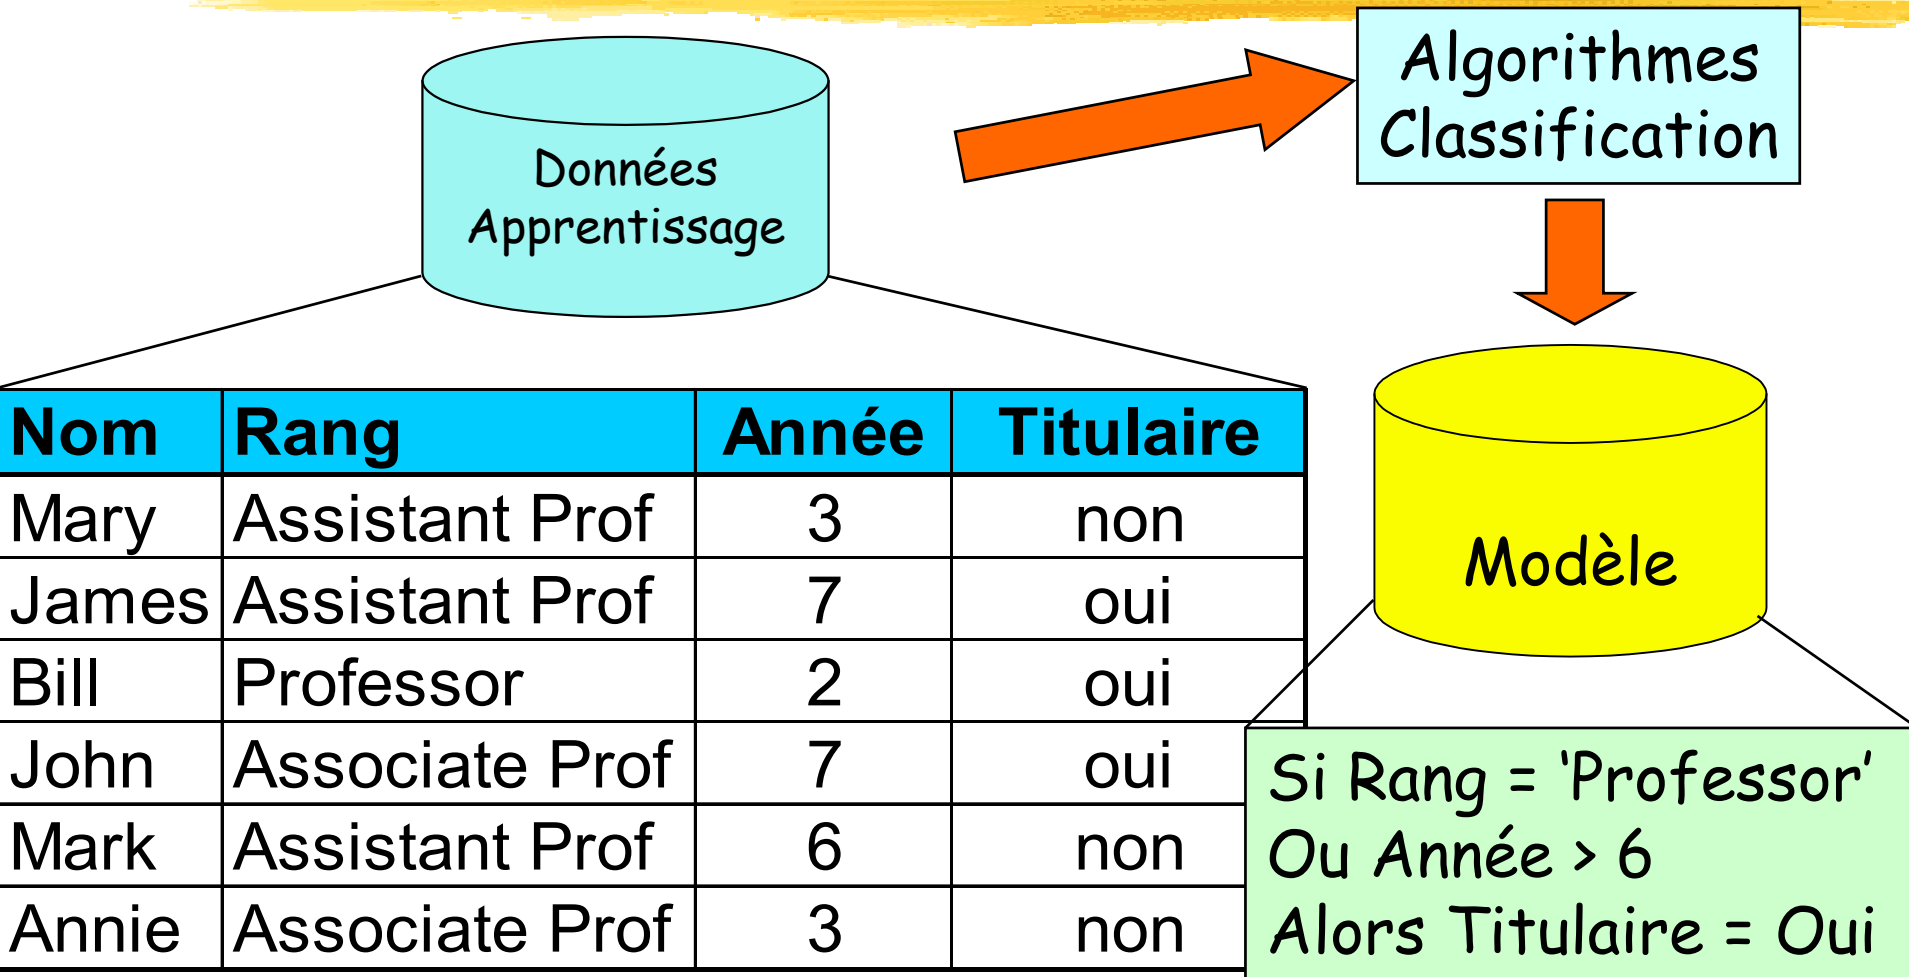 Données
Apprentissage
Algorithmes
Classification
Nom Rang Année Titulaire
Mary Assistant Prof 3 non
James Assistant Prof 7 oui
Bill Professor 2 oui
John Associate Prof 7 oui
Mark Assistant Prof 6 non
Annie Associate Prof 3 non
Modèle
Si Rang = ‘Professor’
Ou Année > 6
Alors Titulaire = Oui